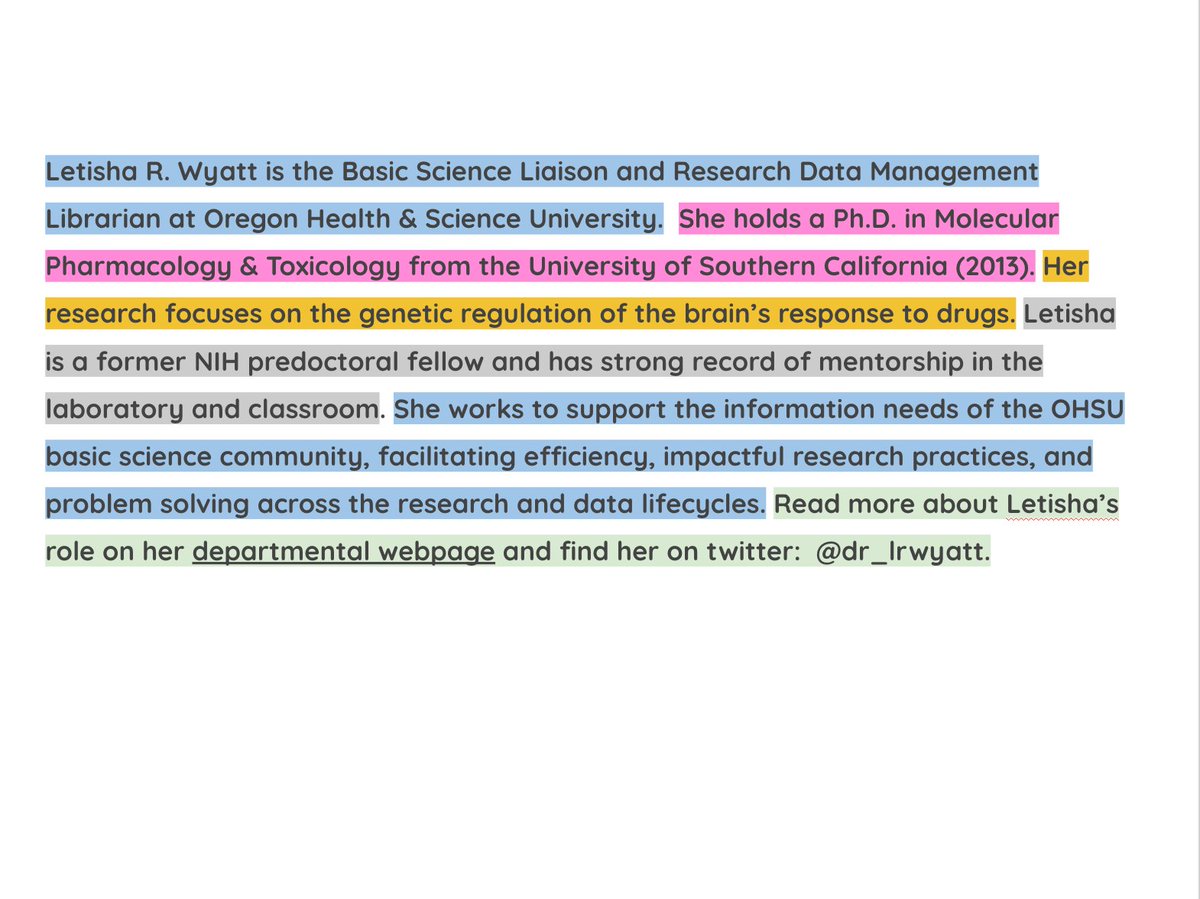 Letisha R. Wyatt is the Basic Science Liaison and Research Data Management
Librarian at Oregon Health & Science University.  She holds a Ph.D. in Molecular
Pharmacology & Toxicology from the University of Southern California (2013). Her
research focuses on the genetic regulation of the brain’s response to drugs. Letisha
is a former NIH predoctoral fellow and has strong record of mentorship in the
laboratory and classroom. She works to support the information needs of the OHSU
basic science community, facilitating efficiency, impactful research practices, and
problem solving across the research and data lifecycles. Read more about Letisha’s
role on her departmental webpage and find her on twitter:  @dr_lrwyatt.